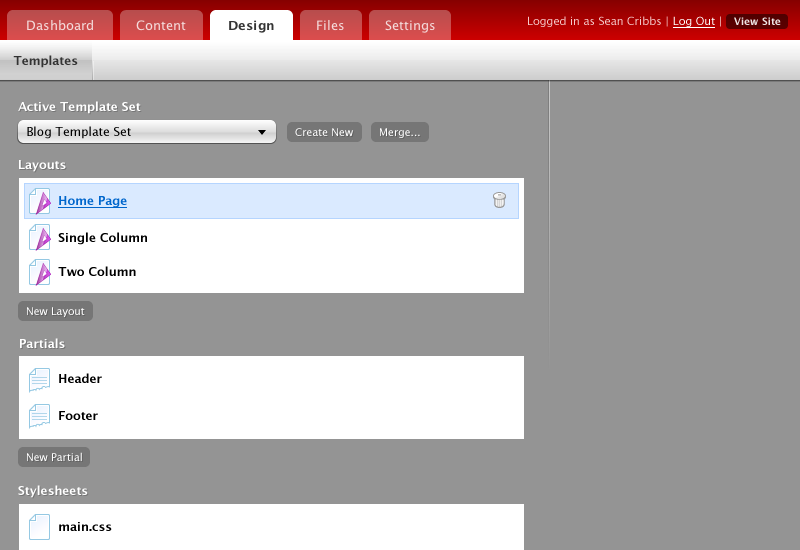 Dashboard Content Design Files Settings Logged in as Sean Cribbs | Log Out | View Site
Templates
Active Template Set
Blog Template Set Create New Merge...
Layouts
Home Page
Single Column
Two Column
New Layout
Partials
Header
Footer
New Partial
Stylesheets
main.css